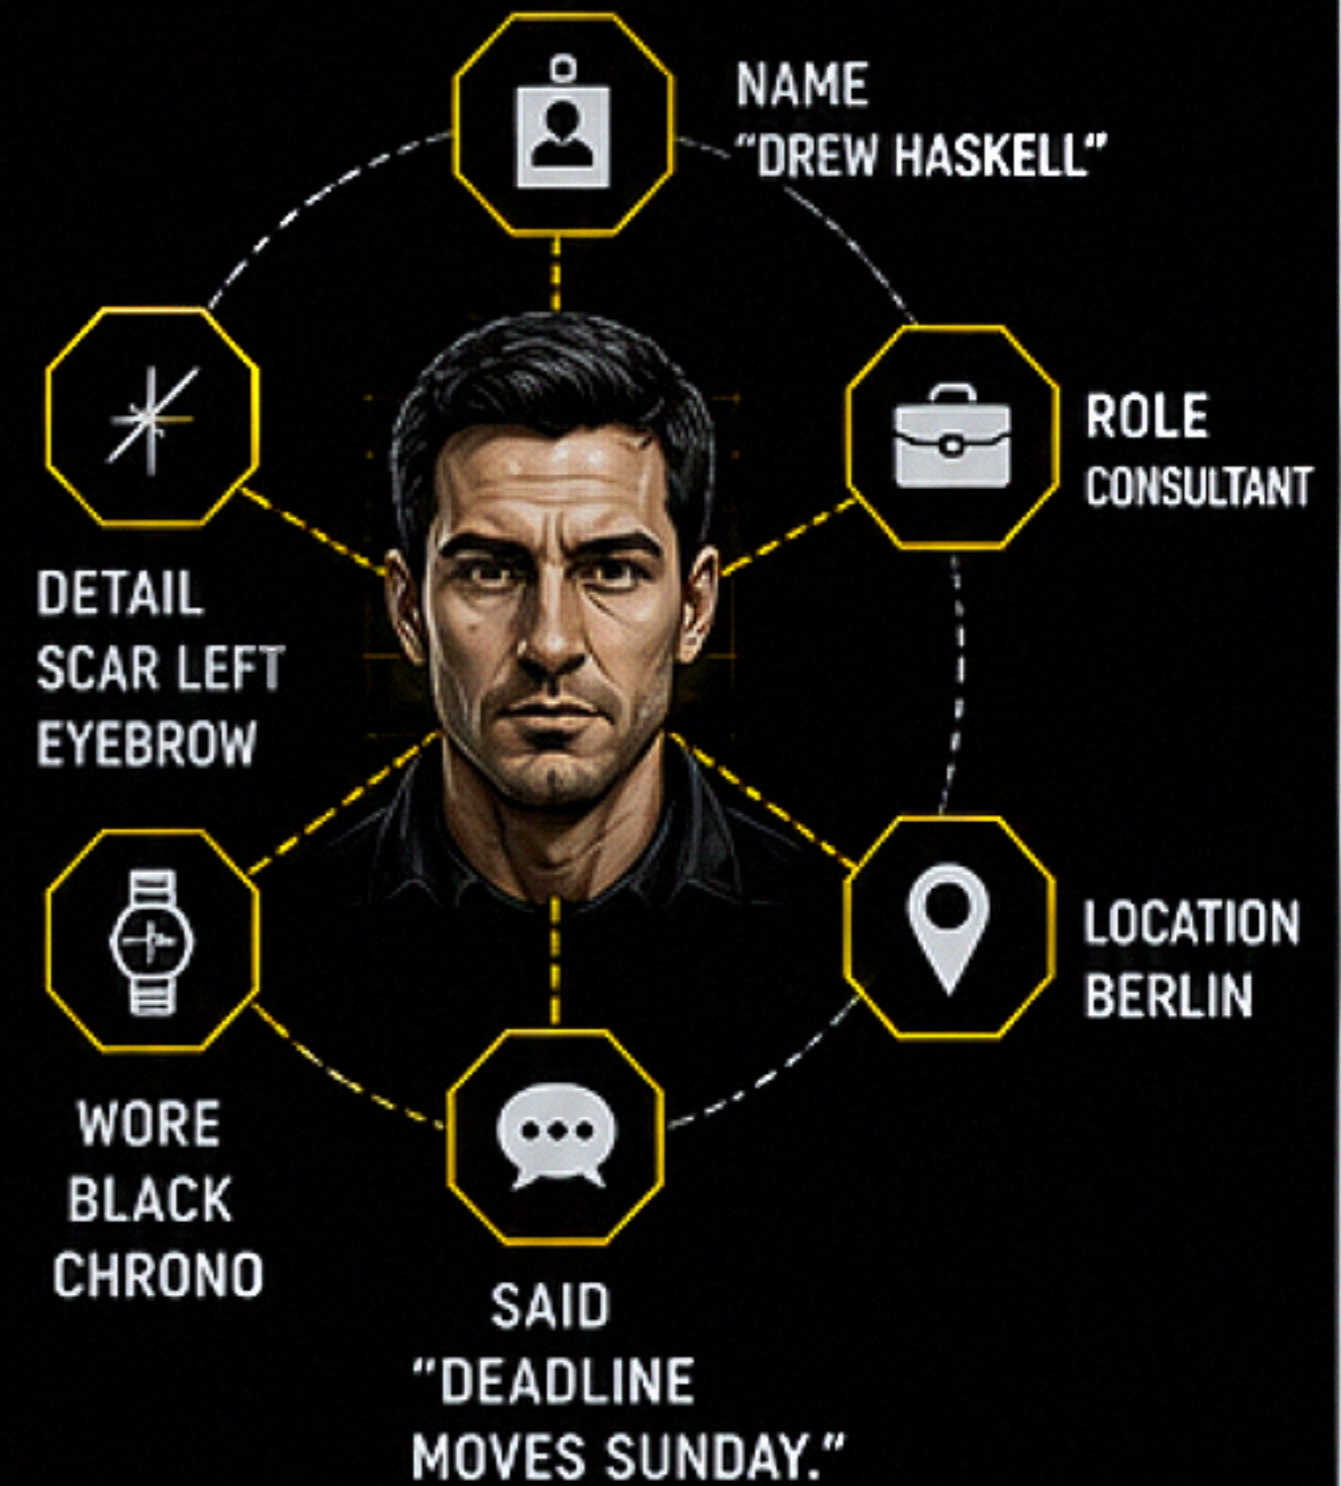 NAME
“DREW HASKELL”
ROLE
CONSULTANT
DETAIL
SCAR LEFT
EYEBROW
LOCATION
BERLIN
WORE
BLACK
CHRONO
SAID
“DEADLINE
MOVES SUNDAY.”